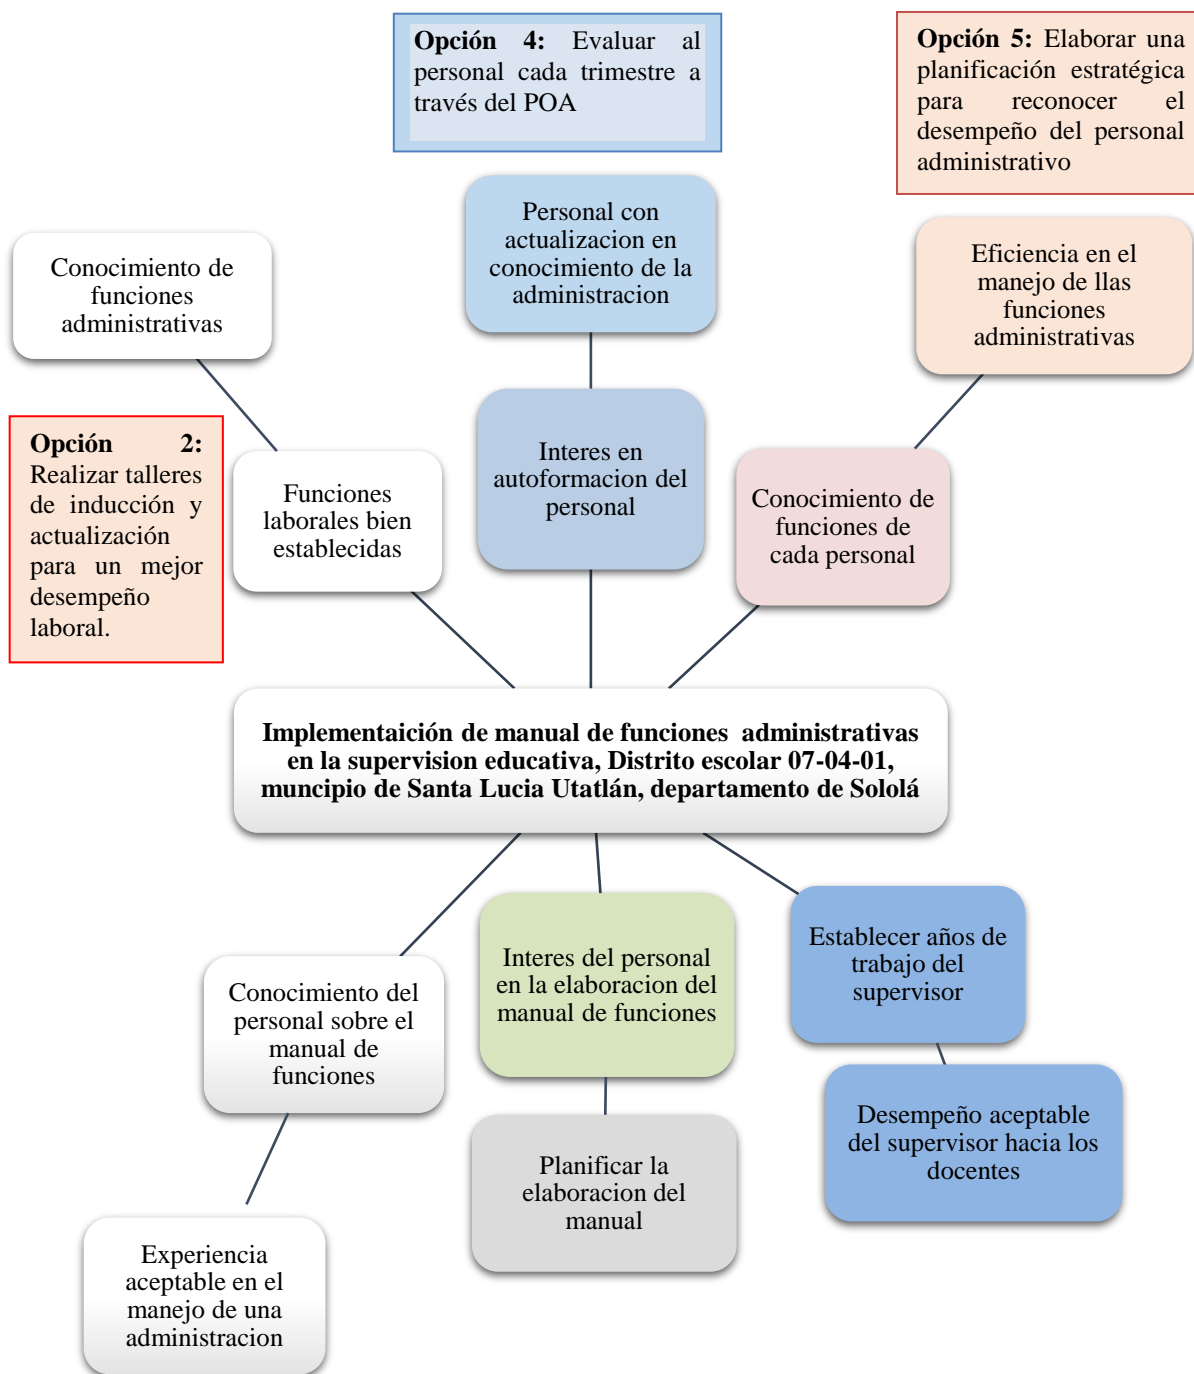 Opción 4: Evaluar al
personal cada trimestre a
través del POA
Opción 5: Elaborar una
planificación estratégica
para reconocer el
desempeño del personal
administrativo
Personal con
actualizacion en
conocimiento de la
administracion
Conocimiento de
funciones
administrativas
Eficiencia en el
manejo de llas
funciones
administrativas
Opción 2:
Realizar talleres
de inducción y
actualización
para un mejor
desempeño
laboral.
Funciones
laborales bien
establecidas
Interes en
autoformacion del
personal
Conocimiento de
funciones de
cada personal
Implementaición de manual de funciones administrativas
en la supervision educativa, Distrito escolar 07-04-01,
muncipio de Santa Lucia Utatlán, departamento de Sololá
Conocimiento del
personal sobre el
manual de
funciones
Interes del personal
en la elaboracion del
manual de funciones
Establecer años de
trabajo del
supervisor
Experiencia
aceptable en el
manejo de una
administracion
Planificar la
elaboracion del
manual
Desempeño aceptable
del supervisor hacia los
docentes